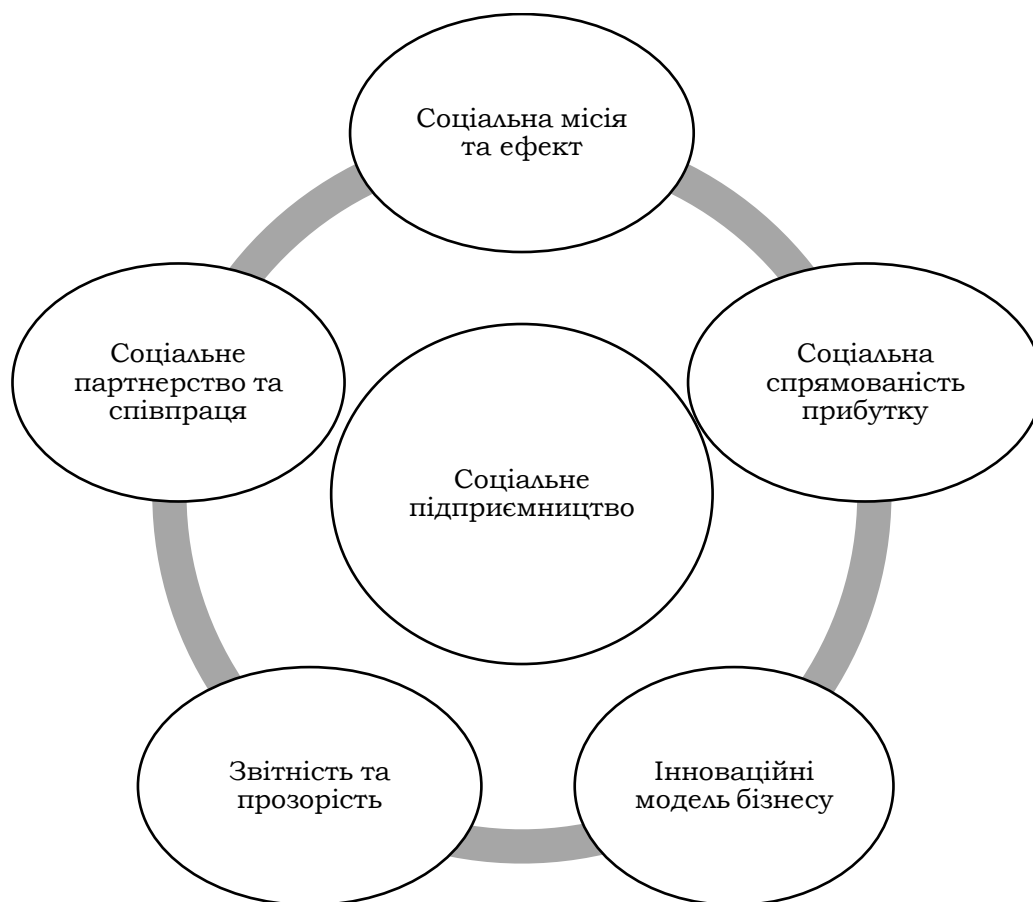 Соціальна місія
та ефект
Соціальне
партнерство та
співпраця
Соціальна
спрямованість
прибутку
Соціальне
підприємництво
Звітність та
прозорість
Інноваційні
модель бізнесу